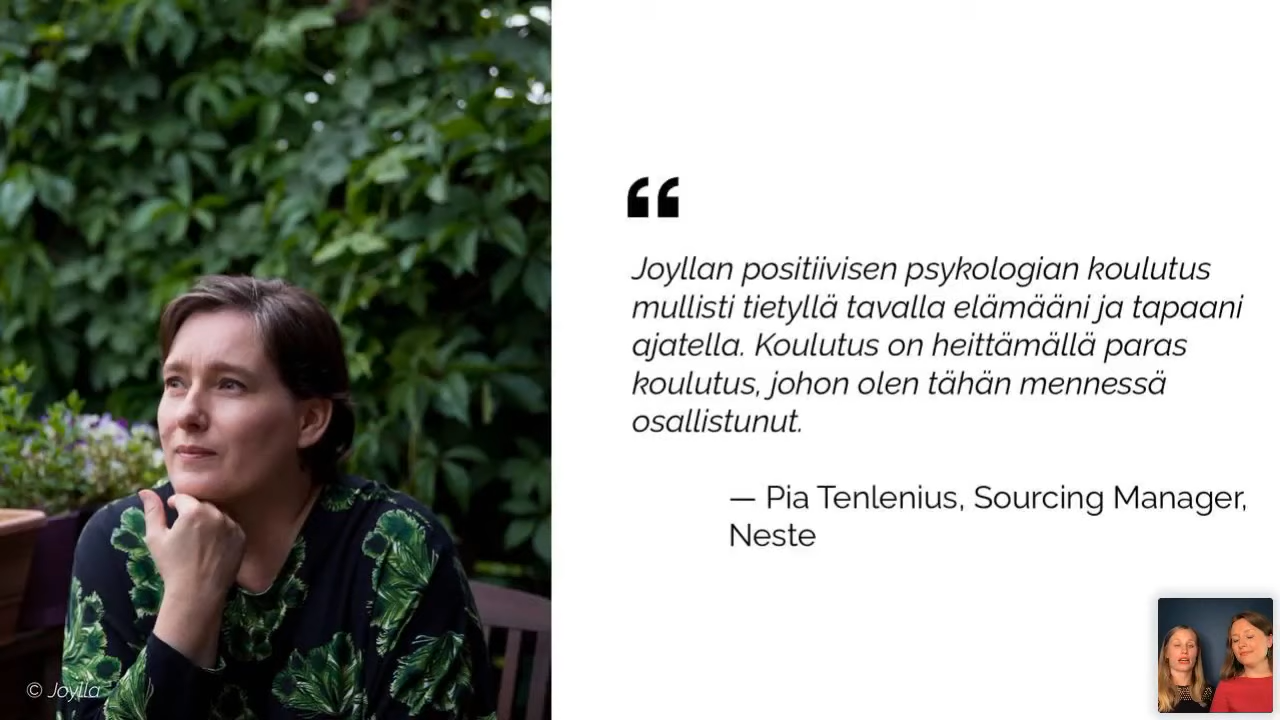 “
Joyllan positiivisen psykologian koulutus
mullisti tietyllä tavalla elämääni ja tapaani
ajatella. Koulutus on heittämällä paras
koulutus, johon olen tähän mennessä
osallistunut.
— Pia Tenlenius, Sourcing Manager,
Neste
© Joylla